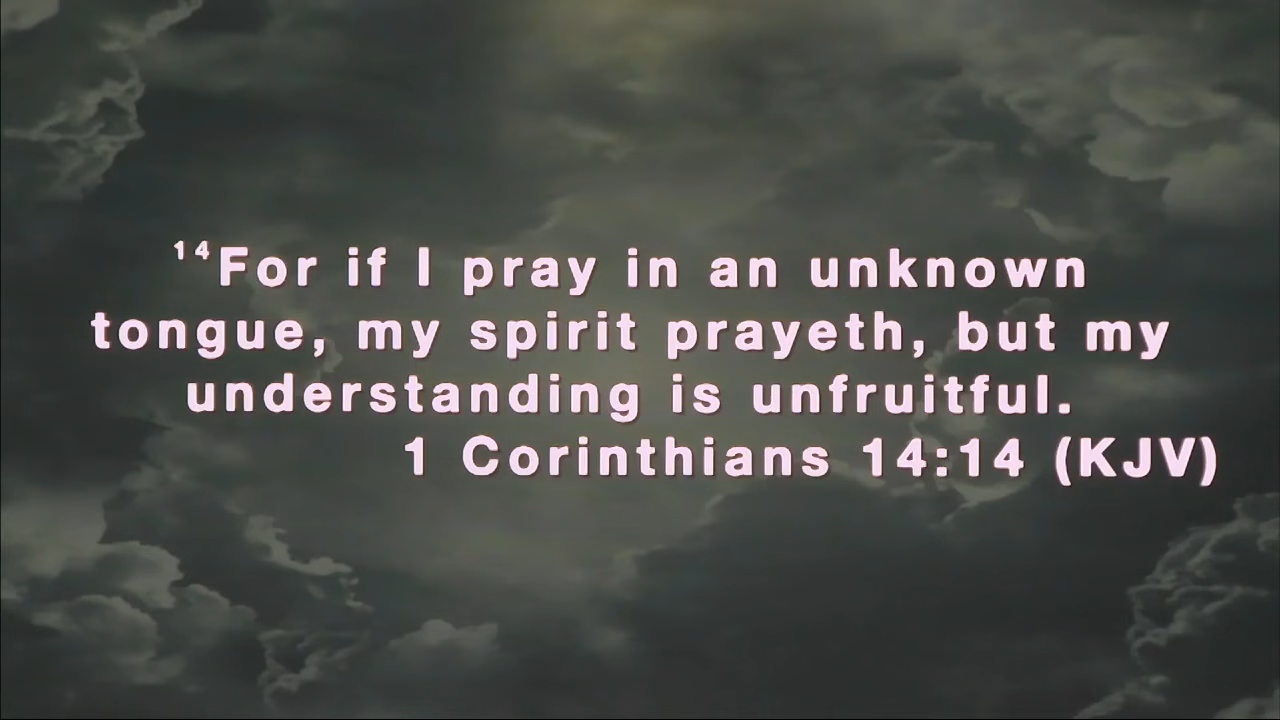 ¹⁴For if I pray in an unknown
tongue, my spirit prayeth, but my
understanding is unfruitful.
1 Corinthians 14:14 (KJV)